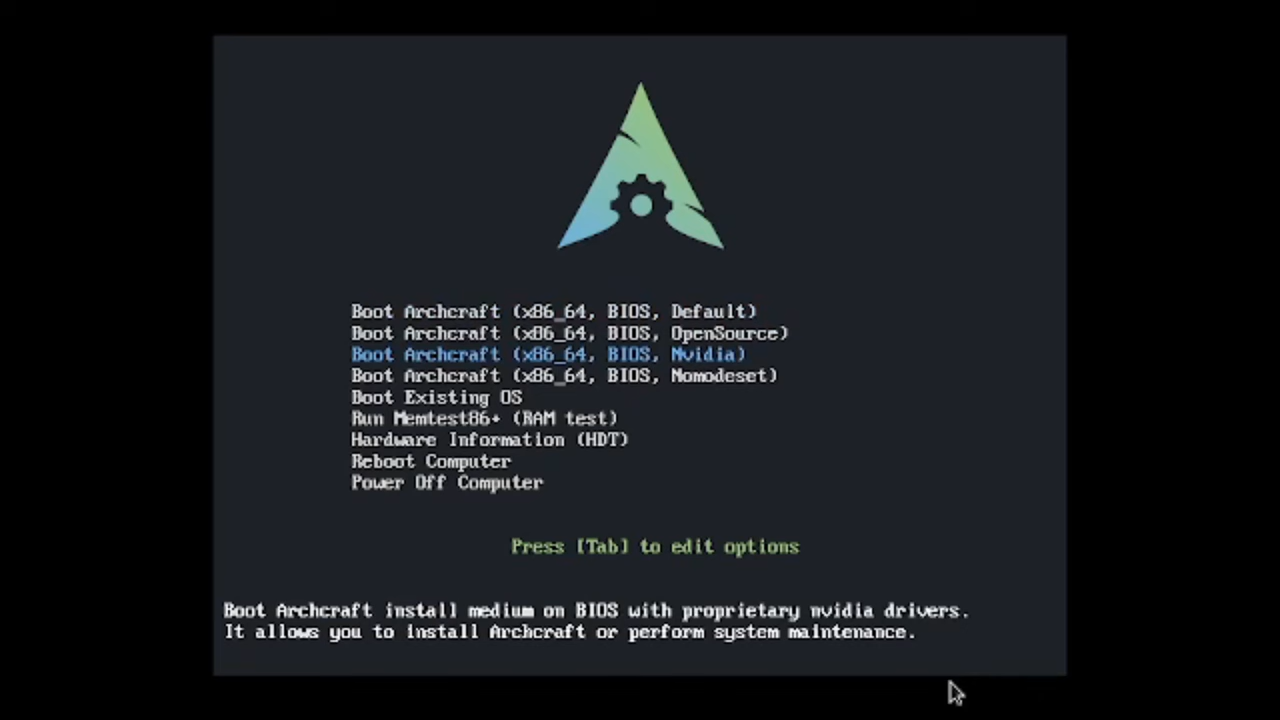 Boot Archcraft (x86_64, BIOS, Default)
Boot Archcraft (x86_64, BIOS, OpenSource)
Boot Archcraft (x86_64, BIOS, Nvidia)
Boot Archcraft (x86_64, BIOS, Nomodeset)
Boot Existing OS
Run Memtest86+ (RAM test)
Hardware Information (HDT)
Reboot Computer
Power Off Computer
Press [Tab] to edit options
Boot Archcraft install medium on BIOS with proprietary nvidia drivers.
It allows you to install Archcraft or perform system maintenance.